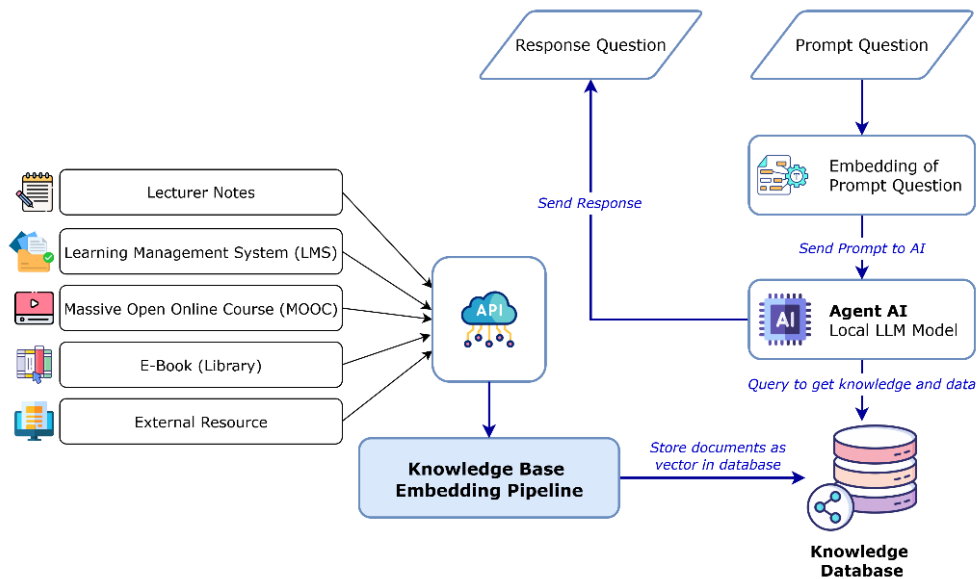 Response Question
Prompt Question
Embedding of
Prompt Question
Send Response
Send Prompt to AI
Lecturer Notes
Learning Management System (LMS)
Massive Open Online Course (MOOC)
E-Book (Library)
External Resource
API
AI
Agent AI
Local LLM Model
Query to get knowledge and data
Knowledge Base
Embedding Pipeline
Store documents as
vector in database
Knowledge
Database